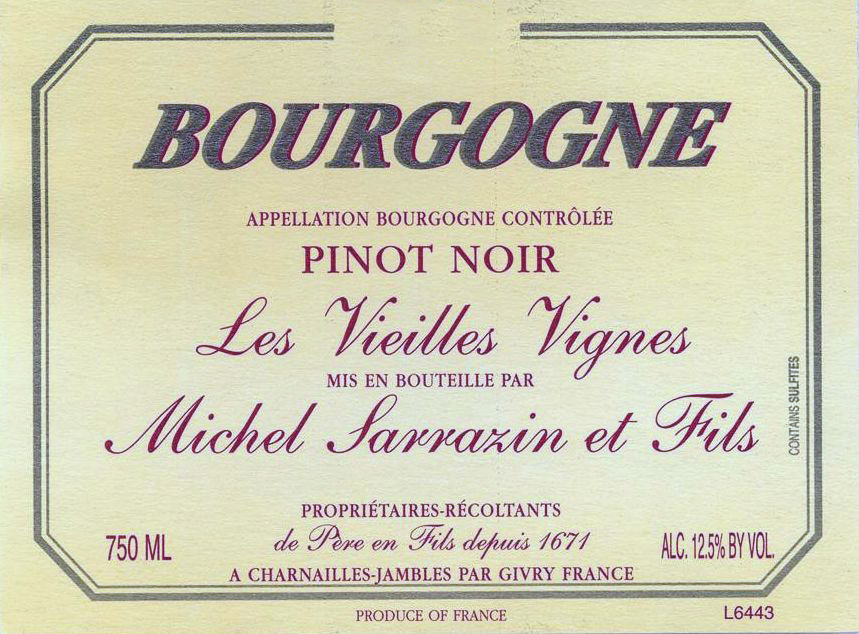 BOURGOGNE
APPELLATION BOURGOGNE CONTRÔLÉE
PINOT NOIR
Les Vieilles Vignes
MIS EN BOUTEILLE PAR
Michel Sarrazin et Fils
CONTAINS SULFITES
PROPRIÉTAIRES-RÉCOLTANTS
750 ML
de Père en Fils depuis 1671
ALC. 12.5% BY VOL.
A CHARNAILLES-JAMBLES PAR GIVRY FRANCE
PRODUCE OF FRANCE
L6443